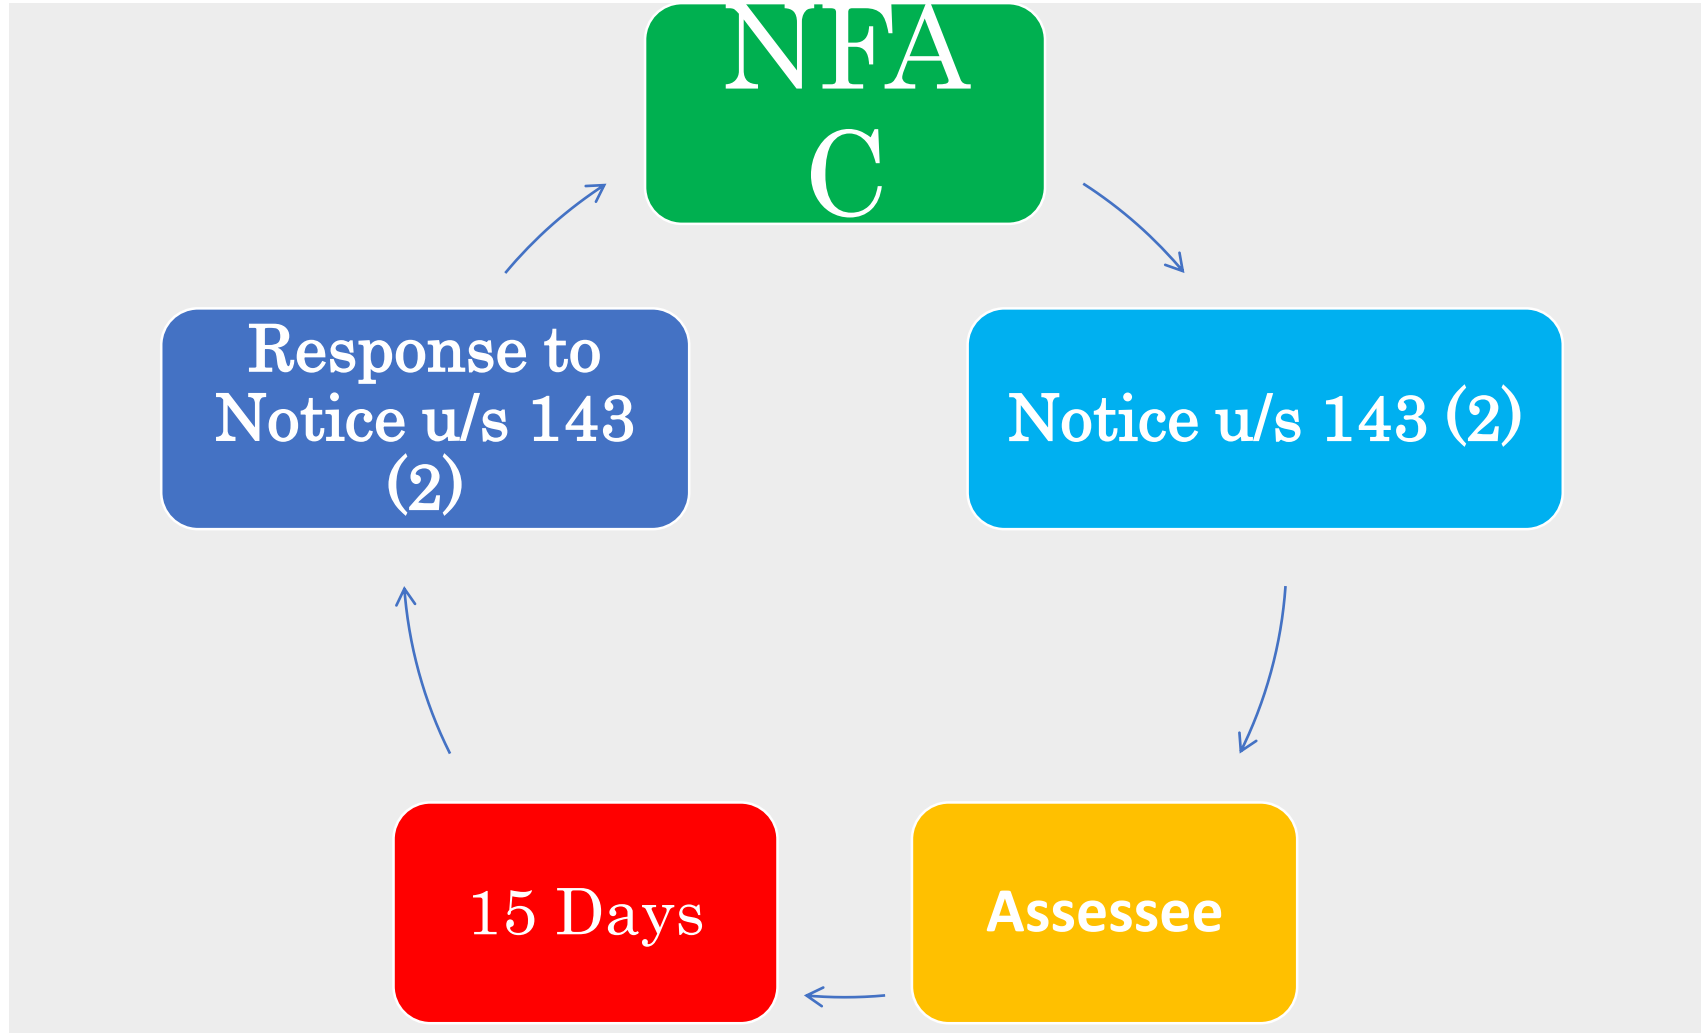 NFA
C
Response to
Notice u/s 143
(2)
Notice u/s 143 (2)
15 Days
Assessee